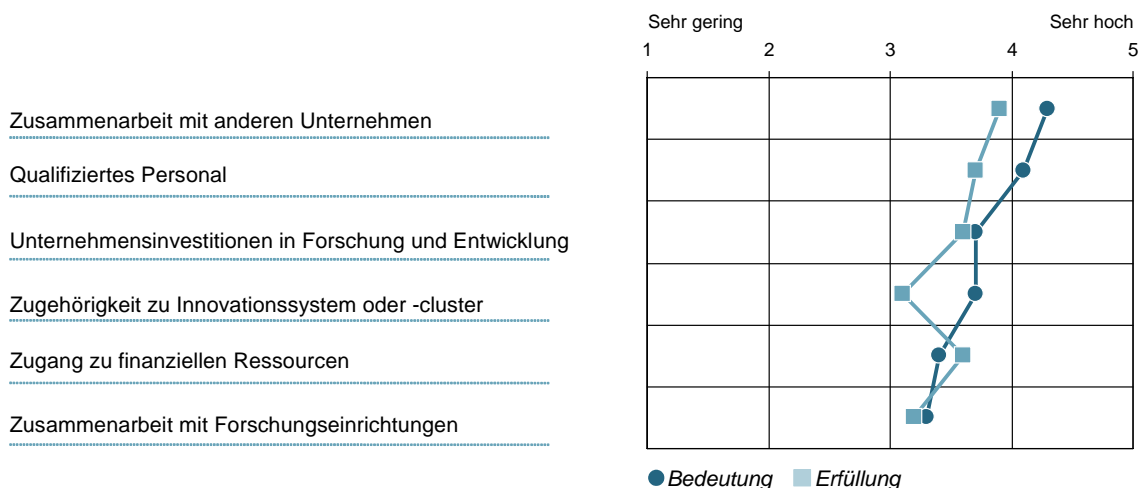 Sehr gering Sehr hoch
1 2 3 4 5
Zusammenarbeit mit anderen Unternehmen
Qualifiziertes Personal
Unternehmensinvestitionen in Forschung und Entwicklung
Zugehörigkeit zu Innovationssystem oder -cluster
Zugang zu finanziellen Ressourcen
Zusammenarbeit mit Forschungseinrichtungen
Bedeutung Erfüllung